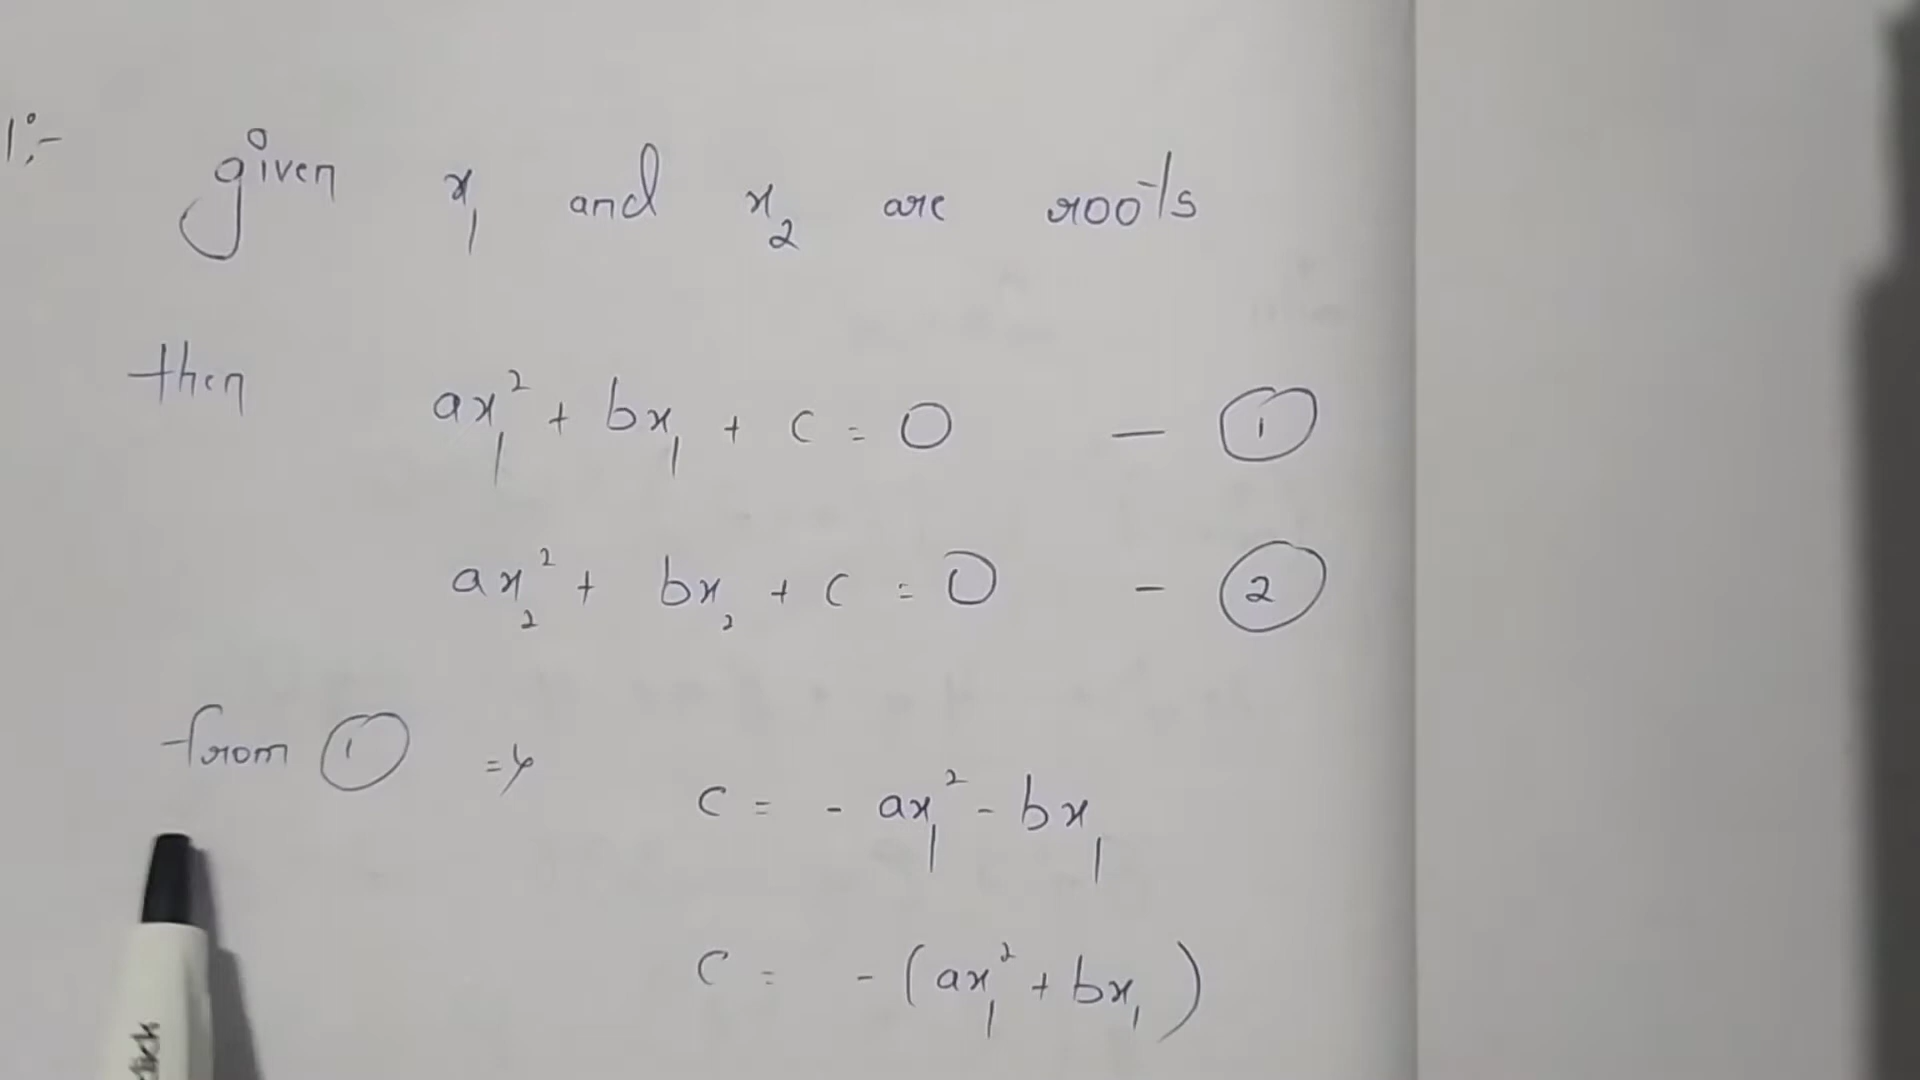 1:-
given x₁ and x₂ are roots
then ax₁² + bx₁ + c = 0 — ①
ax₂² + bx₂ + c = 0 - ②
from ① => c = - ax₁² - bx₁
c = - (ax₁² + bx₁)